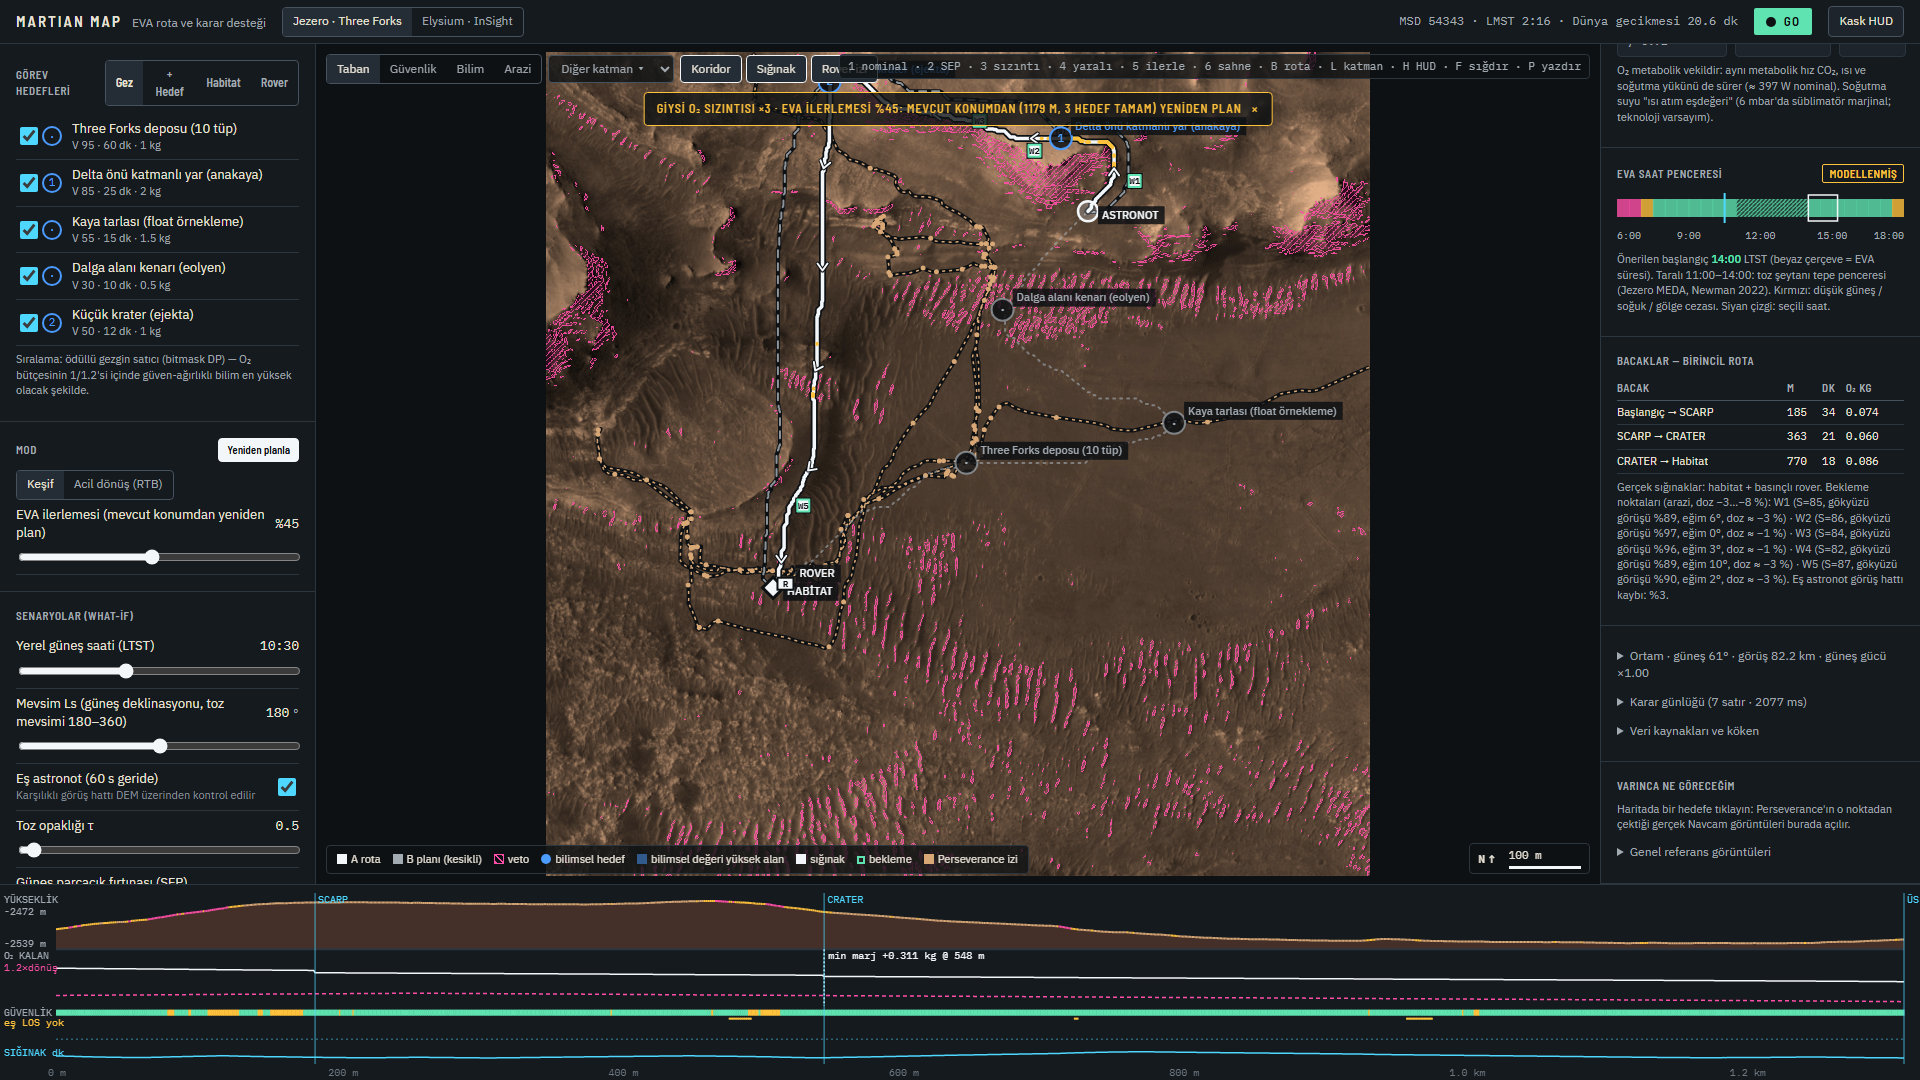 MARTIAN MAP EVA rota ve karar desteği Jezero · Three Forks Elysium · InSight MSD 54343 · LMST 2:16 · Dünya gecikmesi 20.6 dk GO Kask HUD
GÖREV HEDEFLERİ
Gez + Hedef Habitat Rover
Three Forks deposu (10 tüp)
V 95 · 60 dk · 1 kg
1 Delta önü katmanlı yar (anakaya)
V 85 · 25 dk · 2 kg
Kaya tarlası (float örnekleme)
V 55 · 15 dk · 1.5 kg
Dalga alanı kenarı (eolyen)
V 30 · 10 dk · 0.5 kg
2 Küçük krater (ejekta)
V 50 · 12 dk · 1 kg
Sıralama: ödüllü gezgin satıcı (bitmask DP) — O₂
bütçesinin 1/1.2'si içinde güven-ağırlıklı bilim en yüksek
olacak şekilde.
MOD Yeniden planla
Keşif Acil dönüş (RTB)
EVA ilerlemesi (mevcut konumdan yeniden
plan) %45
SENARYOLAR (WHAT-İF)
Yerel güneş saati (LTST) 10:30
Mevsim Ls (güneş deklinasyonu, toz
mevsimi 180–360) 180 °
Eş astronot (60 s geride)
Karşılıklı görüş hattı DEM üzerinden kontrol edilir
Toz opaklığı τ 0.5
Güneş parçacık fırtınası (SEP)
Taban Güvenlik Bilim Arazi Diğer katman Koridor Sığınak
1 nominal · 2 SEP · 3 sızıntı · 4 yaralı · 5 ilerle · 6 sahne · B rota · L katman · H HUD · F sığdır · P yazdır
GİYSİ O₂ SIZINTISI ×3 · EVA İLERLEMESİ %45: MEVCUT KONUMDAN (1179 M, 3 HEDEF TAMAM) YENİDEN PLAN ×
Delta önü katmanlı yar (anakaya)
1
W2
W1
ASTRONOT
Dalga alanı kenarı (eolyen)
Kaya tarlası (float örnekleme)
Three Forks deposu (10 tüp)
W5
ROVER
R
HABİTAT
A rota B planı (kesikli) veto bilimsel hedef bilimsel değeri yüksek alan sığınak bekleme Perseverance izi
N ↑ 100 m
O₂ metabolik vekildir: aynı metabolik hız CO₂, ısı ve
soğutma yükünü de sürer (≈ 397 W nominal). Soğutma
suyu "ısı atım eşdeğeri" (6 mbar'da süblimatör marjinal;
teknoloji varsayım).
EVA SAAT PENCERESİ MODELLENMİŞ
6:00 9:00 12:00 15:00 18:00
Önerilen başlangıç 14:00 LTST (beyaz çerçeve = EVA
süresi). Taralı 11:00–14:00: toz şeytanı tepe penceresi
(Jezero MEDA, Newman 2022). Kırmızı: düşük güneş /
soğuk / gölge cezası. Siyan çizgi: seçili saat.
BACAKLAR — BİRİNCİL ROTA
BACAK M DK O₂ KG
Başlangıç → SCARP 185 34 0.074
SCARP → CRATER 363 21 0.060
CRATER → Habitat 770 18 0.086
Gerçek sığınaklar: habitat + basınçlı rover. Bekleme
noktaları (arazi, doz −3…−8 %): W1 (S=85, gökyüzü
görüşü %89, eğim 6°, doz ≈ −3 %) · W2 (S=86, gökyüzü
görüşü %97, eğim 0°, doz ≈ −1 %) · W3 (S=84, gökyüzü
görüşü %96, eğim 3°, doz ≈ −1 %) · W4 (S=82, gökyüzü
görüşü %89, eğim 10°, doz ≈ −3 %) · W5 (S=87, gökyüzü
görüşü %90, eğim 2°, doz ≈ −3 %). Eş astronot görüş hattı
kaybı: %3.
▶ Ortam · güneş 61° · görüş 82.2 km · güneş gücü
×1.00
▶ Karar günlüğü (7 satır · 2077 ms)
▶ Veri kaynakları ve köken
VARINCA NE GÖRECEĞİM
Haritada bir hedefe tıklayın: Perseverance'ın o noktadan
çektiği gerçek Navcam görüntüleri burada açılır.
▶ Genel referans görüntüleri
YÜKSEKLİK SCARP CRATER ÜS
-2472 m
-2539 m
O₂ KALAN min marj +0.311 kg @ 548 m
1.2×dönüş
GÜVENLİK
eş LOS yok
SIĞINAK dk
0 m 200 m 400 m 600 m 800 m 1.0 km 1.2 km